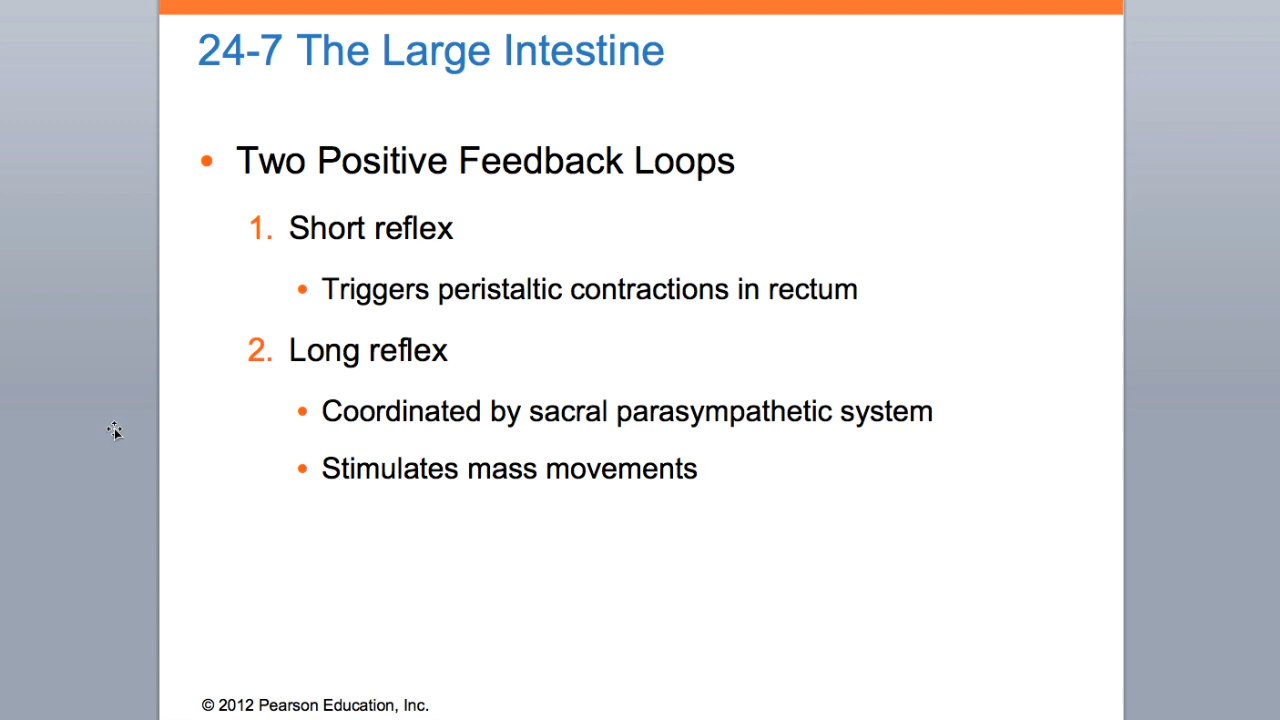 24-7 The Large Intestine
• Two Positive Feedback Loops
1. Short reflex
• Triggers peristaltic contractions in rectum
2. Long reflex
• Coordinated by sacral parasympathetic system
• Stimulates mass movements
© 2012 Pearson Education, Inc.